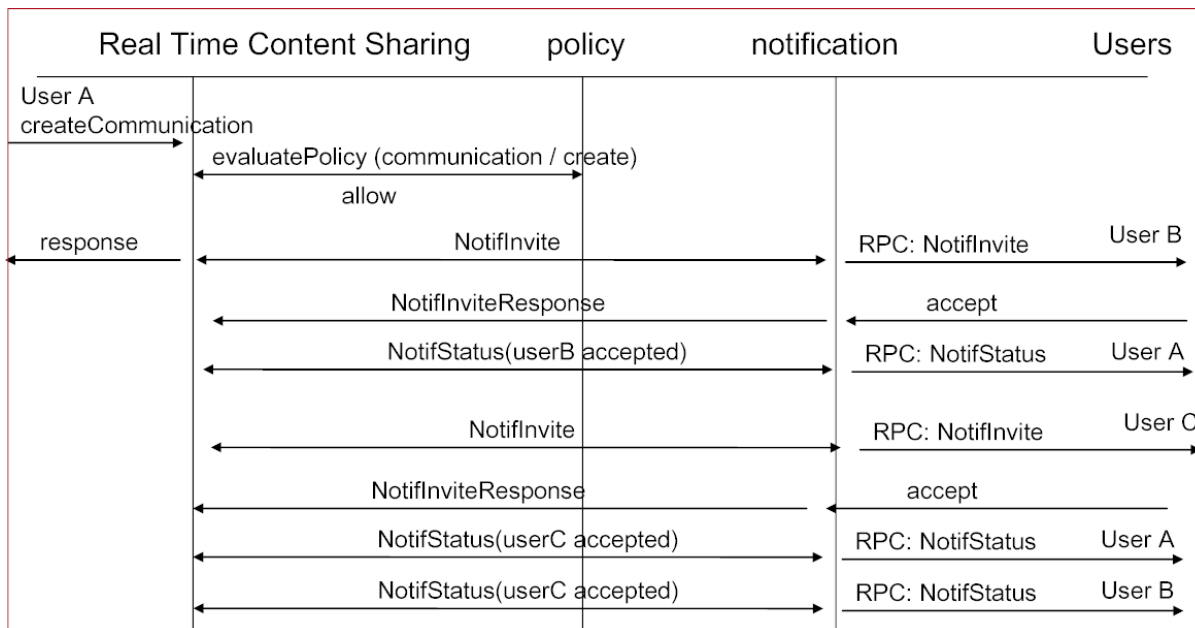 Real Time Content Sharing policy notification Users
User A
createCommunication
evaluatePolicy (communication / create)
allow
response NotifInvite RPC: NotifInvite User B
NotifInviteResponse accept
NotifStatus(userB accepted) RPC: NotifStatus User A
NotifInvite RPC: NotifInvite User C
NotifInviteResponse accept
NotifStatus(userC accepted) RPC: NotifStatus User A
NotifStatus(userC accepted) RPC: NotifStatus User B